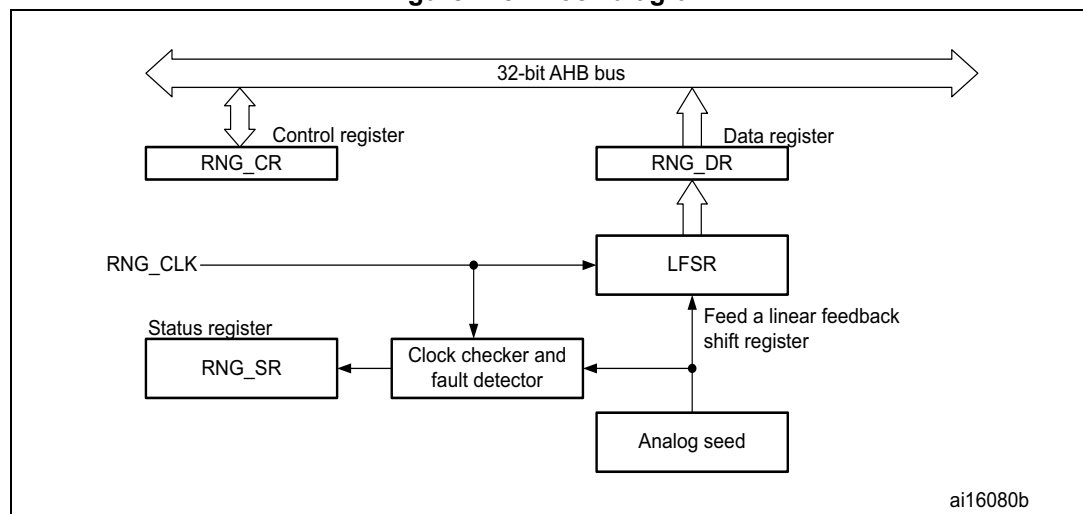 32-bit AHB bus
Control register
Data register
RNG_CR
RNG_DR
RNG_CLK
LFSR
Feed a linear feedback
shift register
Status register
RNG_SR
Clock checker and
fault detector
Analog seed
ai16080b